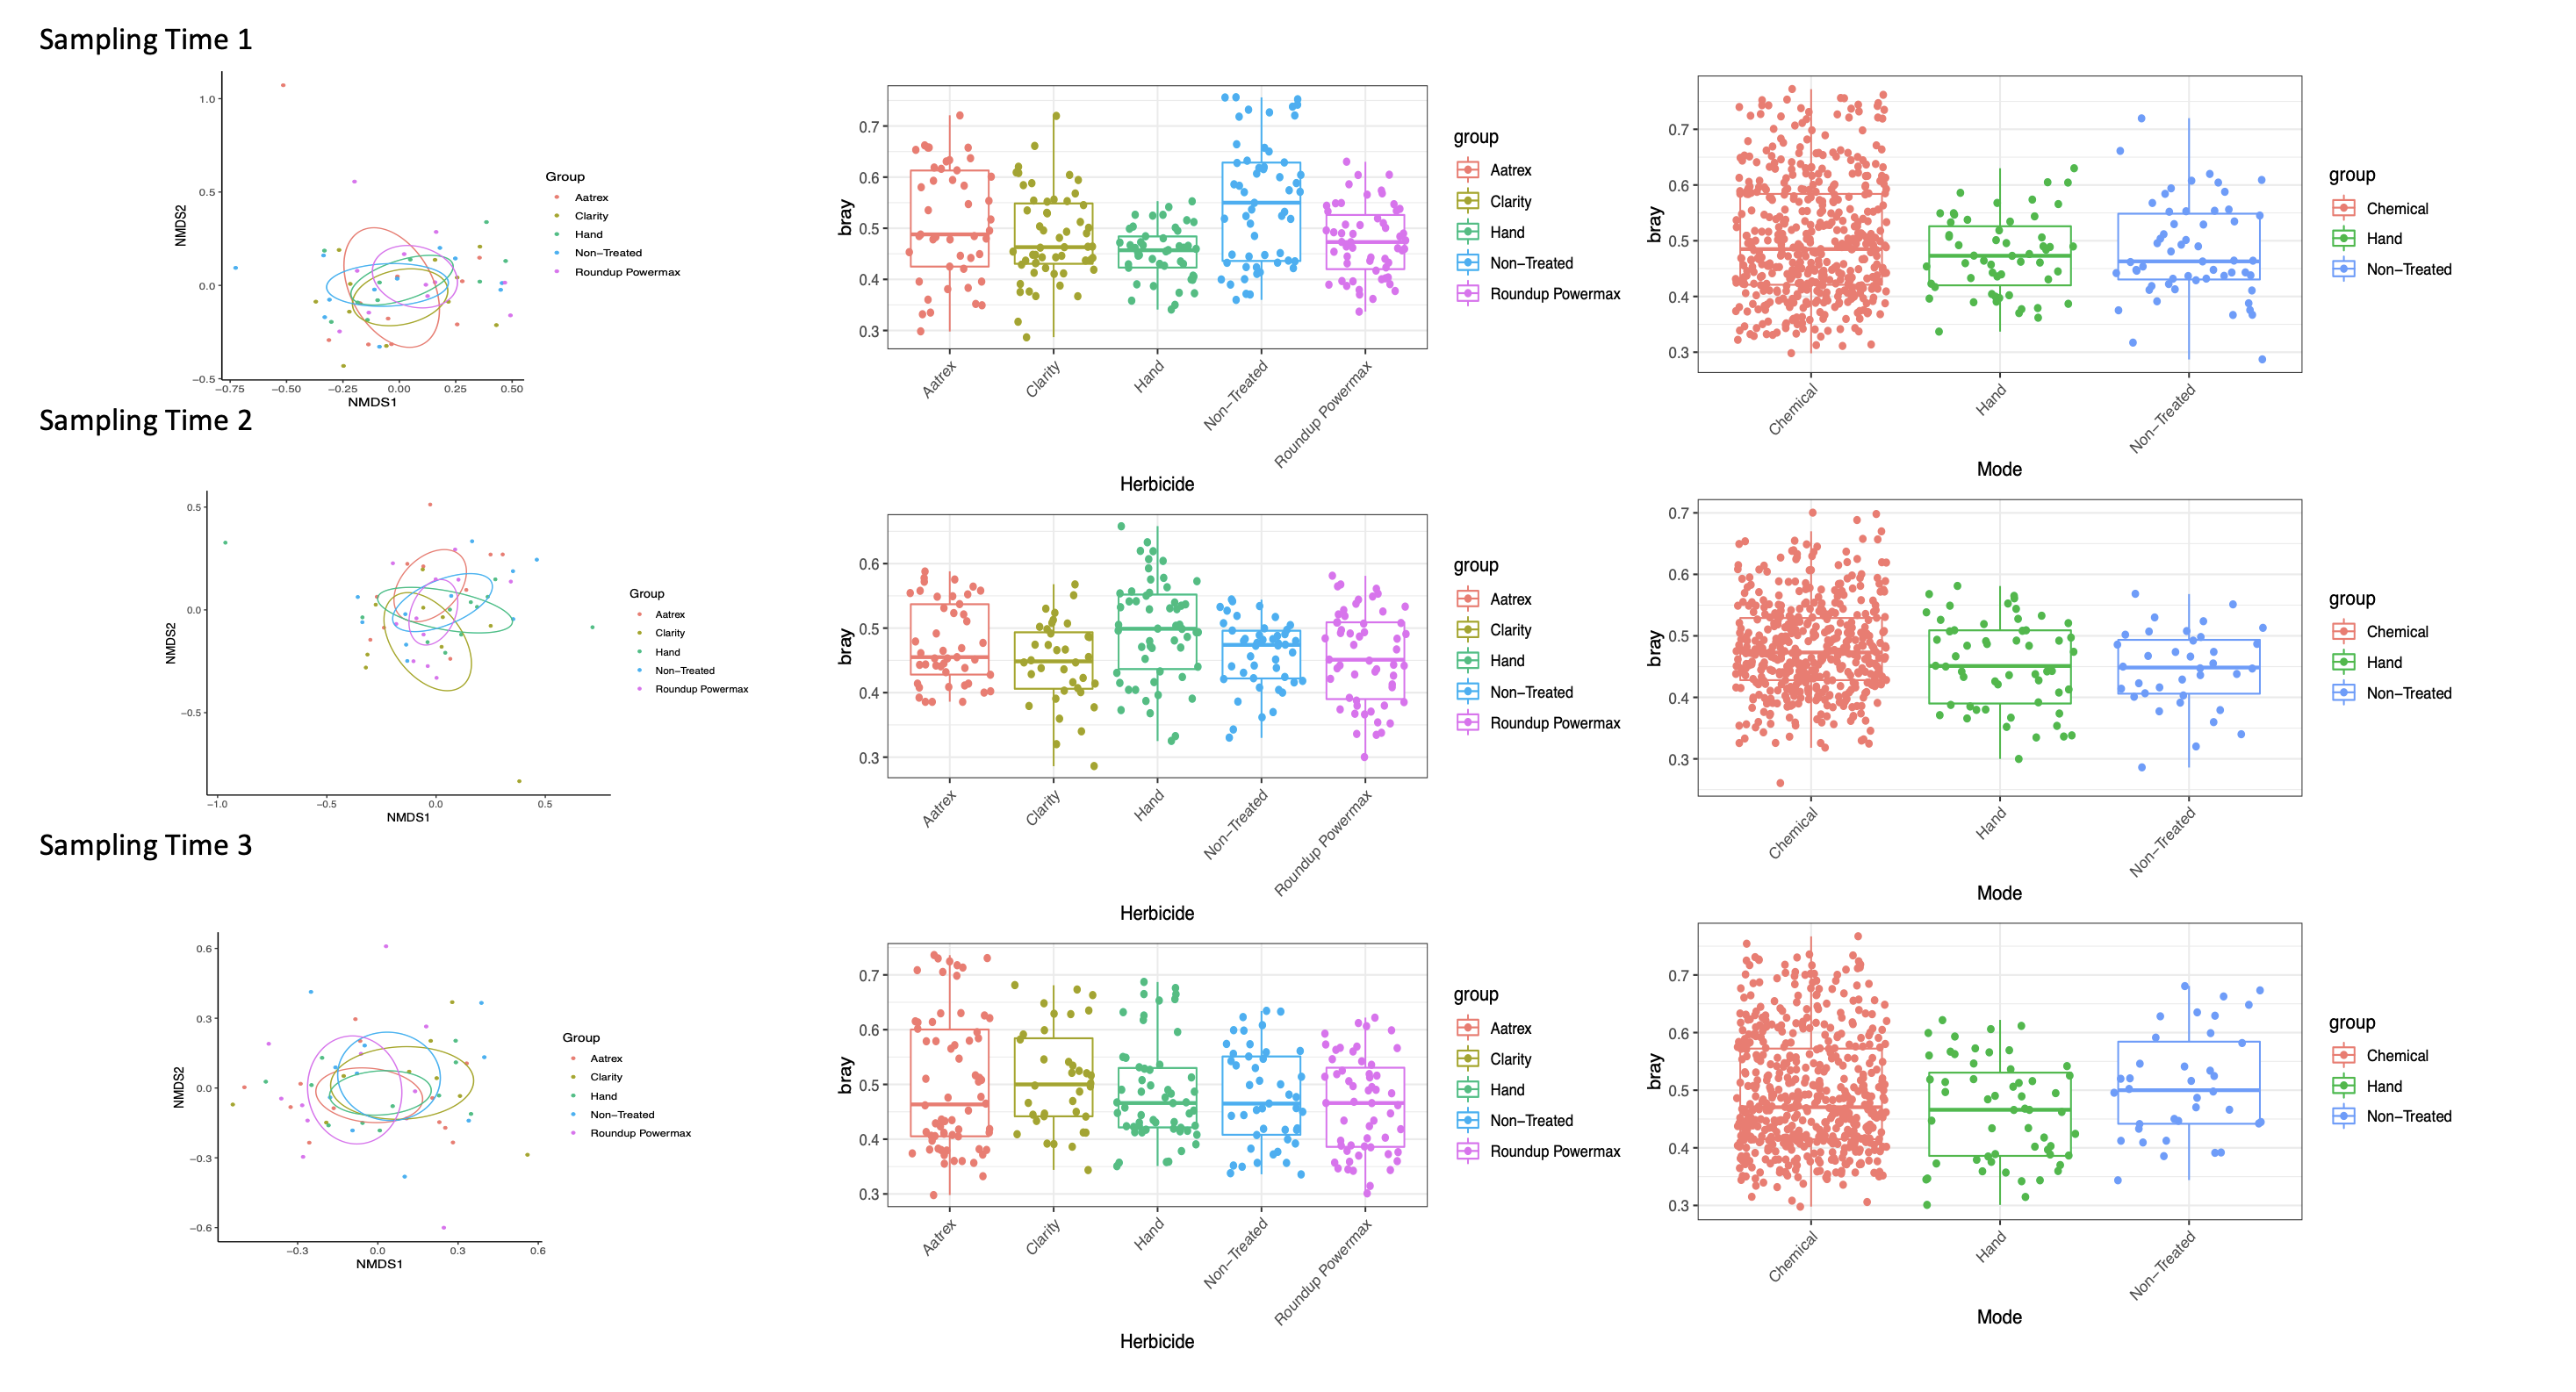 Sampling Time 1
NMDS2
1.0
0.5
0.0
−0.5
−0.75
−0.50
−0.25
0.00
0.25
0.50
NMDS1
Group
Aatrex
Clarity
Hand
Non−Treated
Roundup Powermax
bray
0.7
0.6
0.5
0.4
0.3
Aatrex
Clarity
Hand
Non−Treated
Roundup Powermax
Herbicide
group
Aatrex
Clarity
Hand
Non−Treated
Roundup Powermax
bray
0.7
0.6
0.5
0.4
0.3
Chemical
Hand
Non−Treated
Mode
group
Chemical
Hand
Non−Treated
Sampling Time 2
NMDS2
0.5
0.0
−0.5
−1.0
−0.5
0.0
0.5
NMDS1
Group
Aatrex
Clarity
Hand
Non−Treated
Roundup Powermax
bray
0.6
0.5
0.4
0.3
Aatrex
Clarity
Hand
Non−Treated
Roundup Powermax
Herbicide
group
Aatrex
Clarity
Hand
Non−Treated
Roundup Powermax
bray
0.7
0.6
0.5
0.4
0.3
Chemical
Hand
Non−Treated
Mode
group
Chemical
Hand
Non−Treated
Sampling Time 3
NMDS2
0.6
0.3
0.0
−0.3
−0.6
−0.3
0.0
0.3
0.6
NMDS1
Group
Aatrex
Clarity
Hand
Non−Treated
Roundup Powermax
bray
0.7
0.6
0.5
0.4
0.3
Aatrex
Clarity
Hand
Non−Treated
Roundup Powermax
Herbicide
group
Aatrex
Clarity
Hand
Non−Treated
Roundup Powermax
bray
0.7
0.6
0.5
0.4
0.3
Chemical
Hand
Non−Treated
Mode
group
Chemical
Hand
Non−Treated